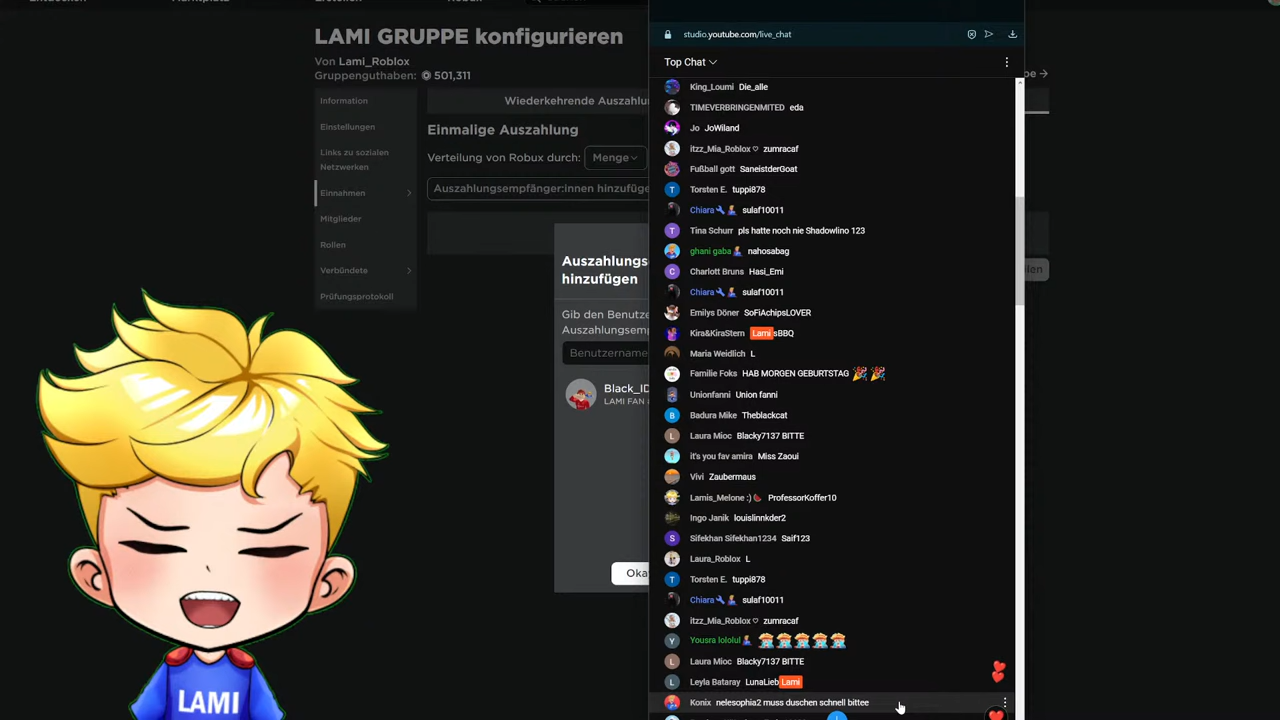 LAMI GRUPPE konfigurieren
Von Lami_Roblox
Gruppenguthaben: 501,311
Information
Einstellungen
Links zu sozialen
Netzwerken
Einnahmen
Mitglieder
Rollen
Verbündete
Prüfungsprotokoll
Wiederkehrende Auszahlu
Einmalige Auszahlung
Verteilung von Robux durch: Menge
Auszahlungsempfänger:innen hinzufüge
Auszahlungs
hinzufügen
Gib den Benutze
Auszahlungsemp
Benutzername
Black_ID
LAMI FAN
Oka
LAMI
studio.youtube.com/live_chat
Top Chat
King_Loumi Die_alle
TIMEVERBRINGENMITED eda
Jo JoWiland
itzz_Mia_Roblox♡ zumracaf
Fußball gott SaneistderGoat
Torsten E. tuppi878
Chiara sulaf10011
Tina Schurr pls hatte noch nie Shadowlino 123
ghani gaba nahosabag
Charlott Bruns Hasi_Emi
Chiara sulaf10011
Emilys Döner SoFiAchipsLOVER
Kira&KiraStern LamisBBQ
Maria Weidlich L
Familie Foks HAB MORGEN GEBURTSTAG 🎉 🎉
Unionfanni Union fanni
Badura Mike Theblackcat
Laura Mioc Blacky7137 BITTE
it's you fav amira Miss Zaoui
Vivi Zaubermaus
Lamis_Melone :)🍉 ProfessorKoffer10
Ingo Janik louislinnkder2
Sifekhan Sifekhan1234 Saif123
Laura_Roblox L
Torsten E. tuppi878
Chiara sulaf10011
itzz_Mia_Roblox♡ zumracaf
Yousra lololul
Laura Mioc Blacky7137 BITTE
Leyla Bataray LunaLiebLami
Konix nelesophia2 muss duschen schnell bittee